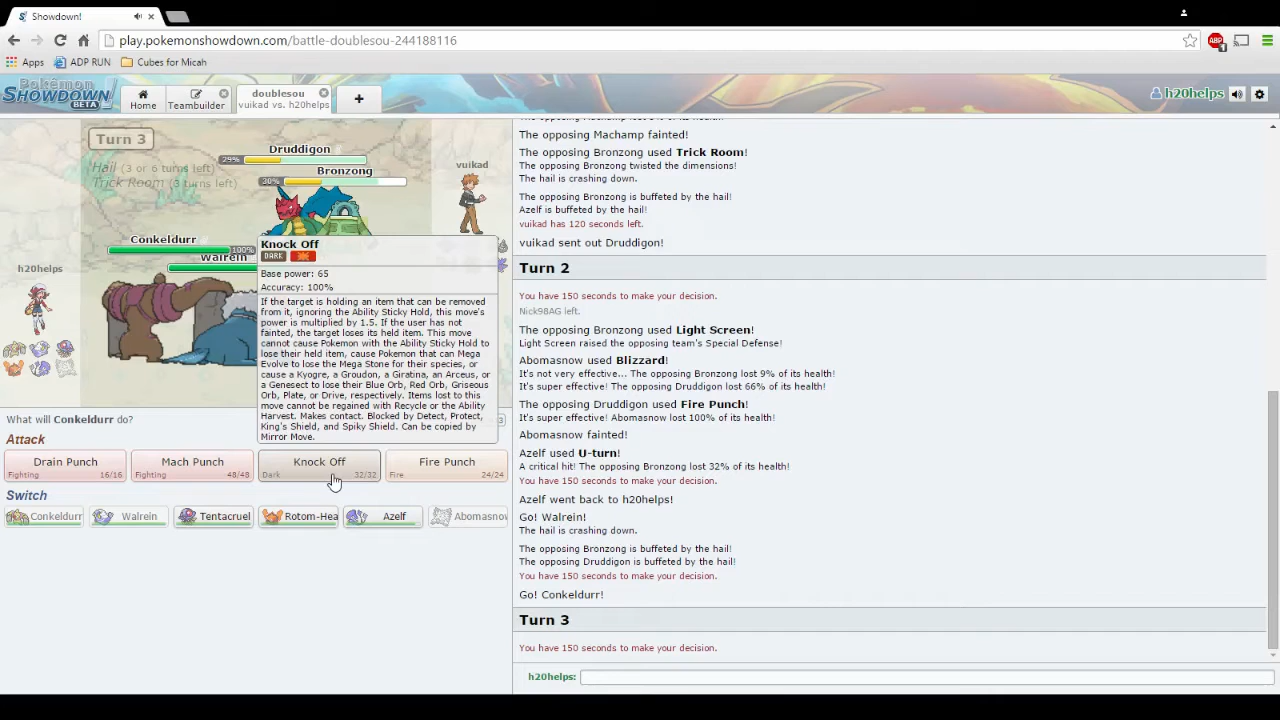 Showdown!
play.pokemonshowdown.com/battle-doublesou-244188116
ABP
1
Apps
ADP RUN
Cubes for Micah
Pokémon
SHOWDOWN
BETA
Home
Teambuilder
doublesou
vuikad vs. h20helps
+
h20helps
Turn 3
Hail (3 or 6 turns left)
Trick Room (3 turns left)
Druddigon
29%
Bronzong
30%
vuikad
Conkeldurr
100%
Walrein
h20helps
Knock Off
DARK
Base power: 65
Accuracy: 100%
If the target is holding an item that can be removed
from it, ignoring the Ability Sticky Hold, this move's
power is multiplied by 1.5. If the user has not
fainted, the target loses its held item. This move
cannot cause Pokemon with the Ability Sticky Hold to
lose their held item, cause Pokemon that can Mega
Evolve to lose the Mega Stone for their species, or
cause a Kyogre, a Groudon, a Giratina, an Arceus, or
a Genesect to lose their Blue Orb, Red Orb, Griseous
Orb, Plate, or Drive, respectively. Items lost to this
move cannot be regained with Recycle or the Ability
Harvest. Makes contact. Blocked by Detect, Protect,
King's Shield, and Spiky Shield. Can be copied by
Mirror Move.
What will Conkeldurr do?
Attack
Drain Punch
Fighting 16/16
Mach Punch
Fighting 48/48
Knock Off
Dark 32/32
Fire Punch
Fire 24/24
Switch
Conkeldurr
Walrein
Tentacruel
Rotom-Hea
Azelf
Abomasnow
The opposing Machamp fainted!
The opposing Bronzong used Trick Room!
The opposing Bronzong twisted the dimensions!
The hail is crashing down.
The opposing Bronzong is buffeted by the hail!
Azelf is buffeted by the hail!
vuikad has 120 seconds left.
vuikad sent out Druddigon!
Turn 2
You have 150 seconds to make your decision.
Nick98AG left.
The opposing Bronzong used Light Screen!
Light Screen raised the opposing team's Special Defense!
Abomasnow used Blizzard!
It's not very effective... The opposing Bronzong lost 9% of its health!
It's super effective! The opposing Druddigon lost 66% of its health!
The opposing Druddigon used Fire Punch!
It's super effective! Abomasnow lost 100% of its health!
Abomasnow fainted!
Azelf used U-turn!
A critical hit! The opposing Bronzong lost 32% of its health!
You have 150 seconds to make your decision.
Azelf went back to h20helps!
Go! Walrein!
The hail is crashing down.
The opposing Bronzong is buffeted by the hail!
The opposing Druddigon is buffeted by the hail!
You have 150 seconds to make your decision.
Go! Conkeldurr!
Turn 3
You have 150 seconds to make your decision.
h20helps: